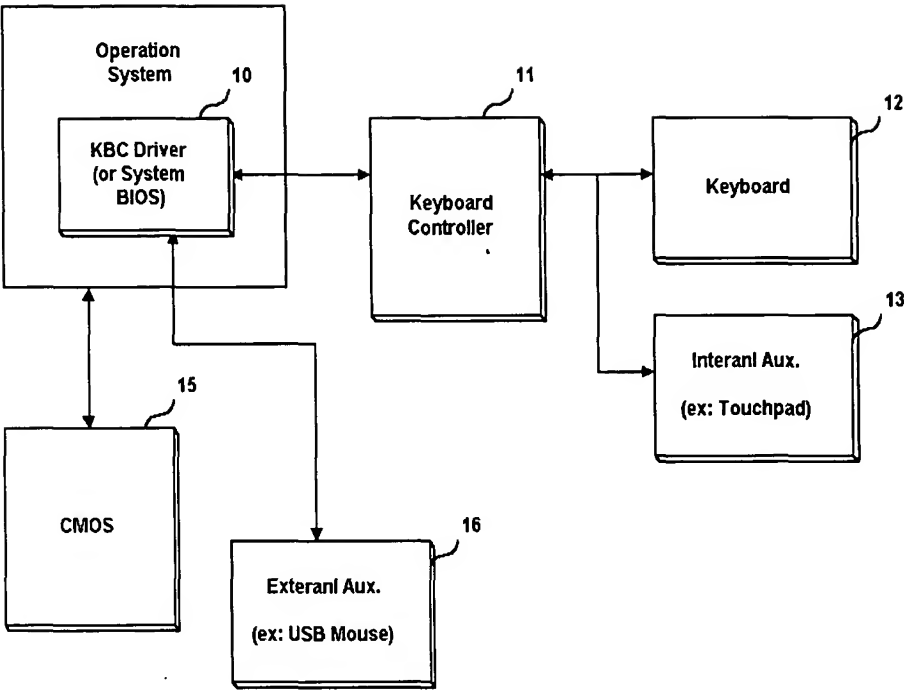 Operation
System
10
KBC Driver
(or System
BIOS)
11
Keyboard
Controller
12
Keyboard
13
Interanl Aux.
(ex: Touchpad)
15
CMOS
16
Exteranl Aux.
(ex: USB Mouse)